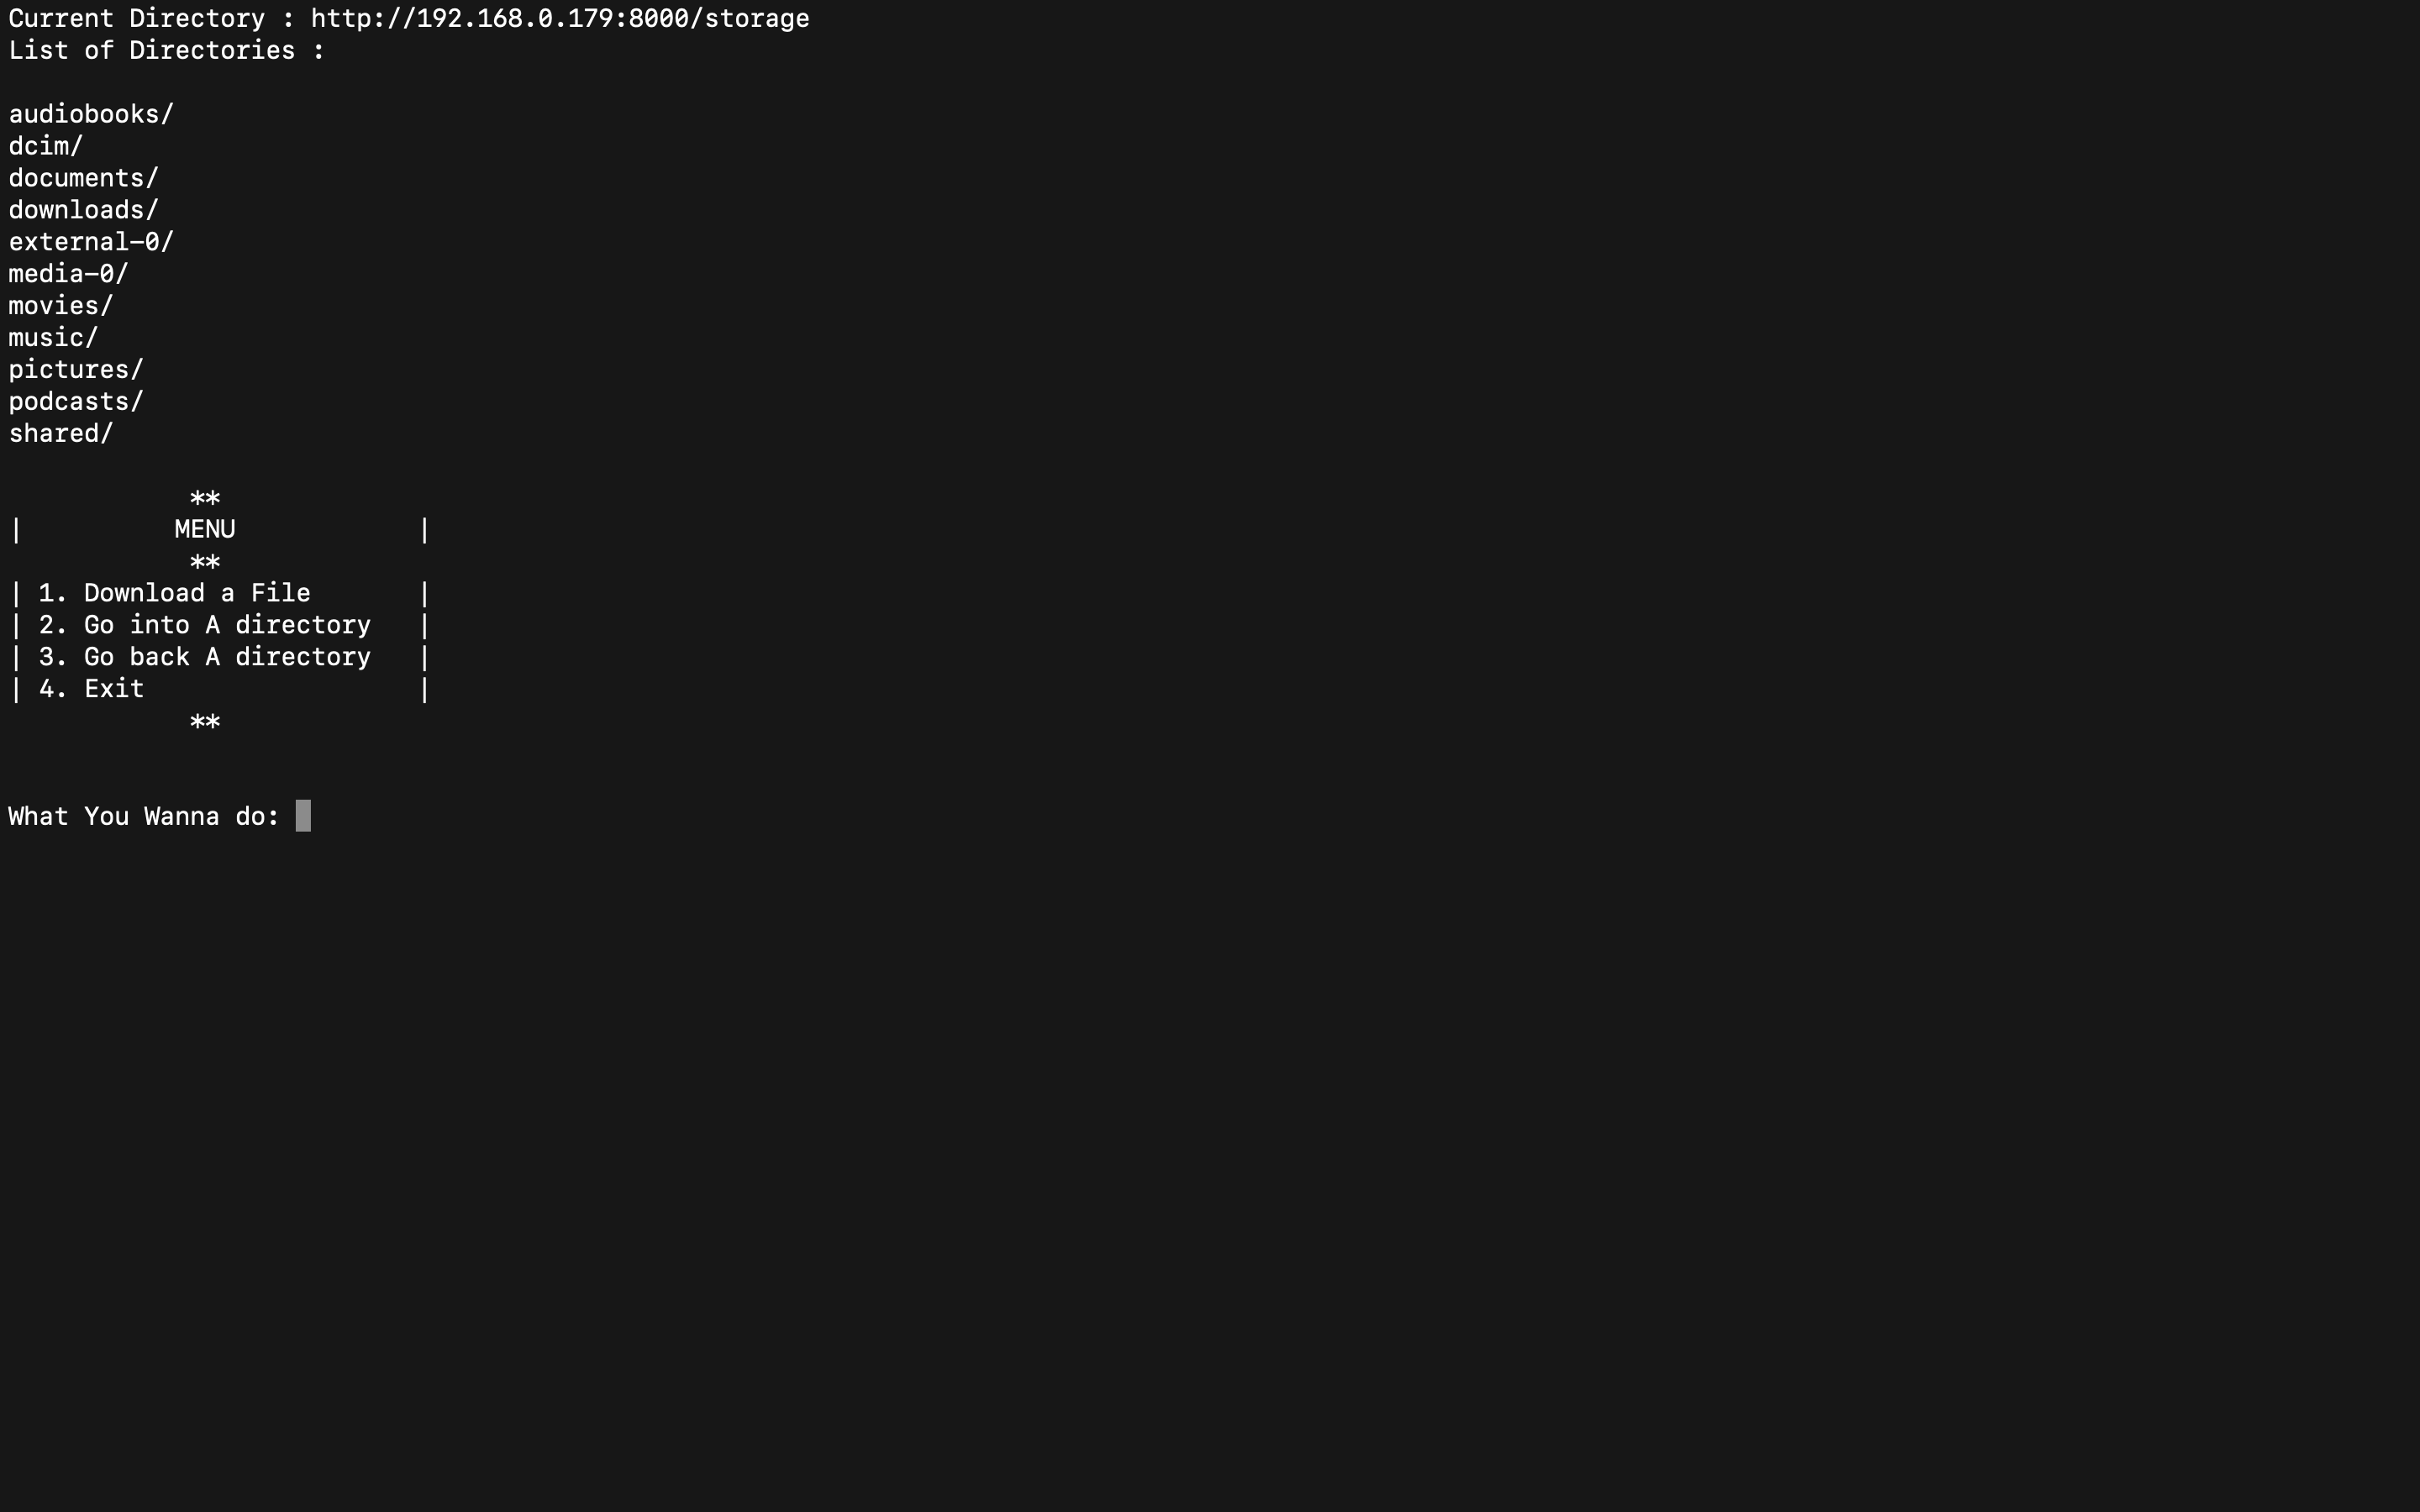 Current Directory : http://192.168.0.179:8000/storage
List of Directories :

audiobooks/
dcim/
documents/
downloads/
external-0/
media-0/
movies/
music/
pictures/
podcasts/
shared/

            **
|          MENU            |
            **
| 1. Download a File       |
| 2. Go into A directory   |
| 3. Go back A directory   |
| 4. Exit                  |
            **

What You Wanna do: